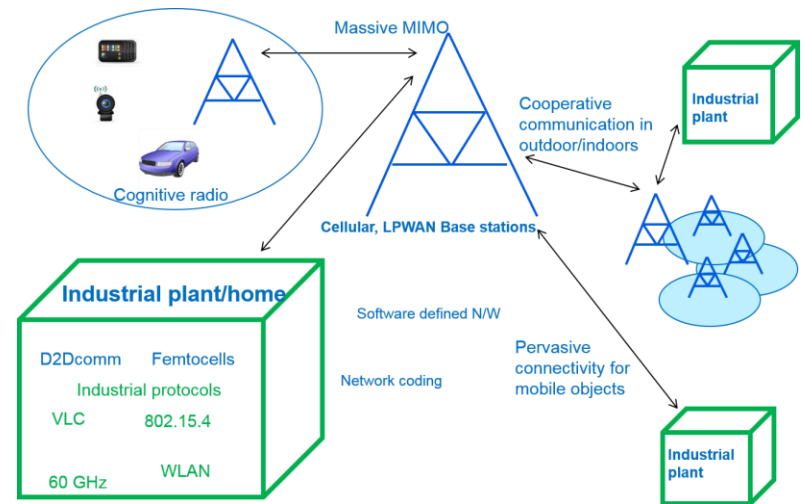 Massive MIMO
Cognitive radio
Cellular, LPWAN Base stations
Cooperative
communication in
outdoor/indoors
Industrial
plant
Industrial plant/home
D2Dcomm Femtocells
Industrial protocols
VLC 802.15.4
60 GHz WLAN
Software defined N/W
Network coding
Pervasive
connectivity for
mobile objects
Industrial
plant